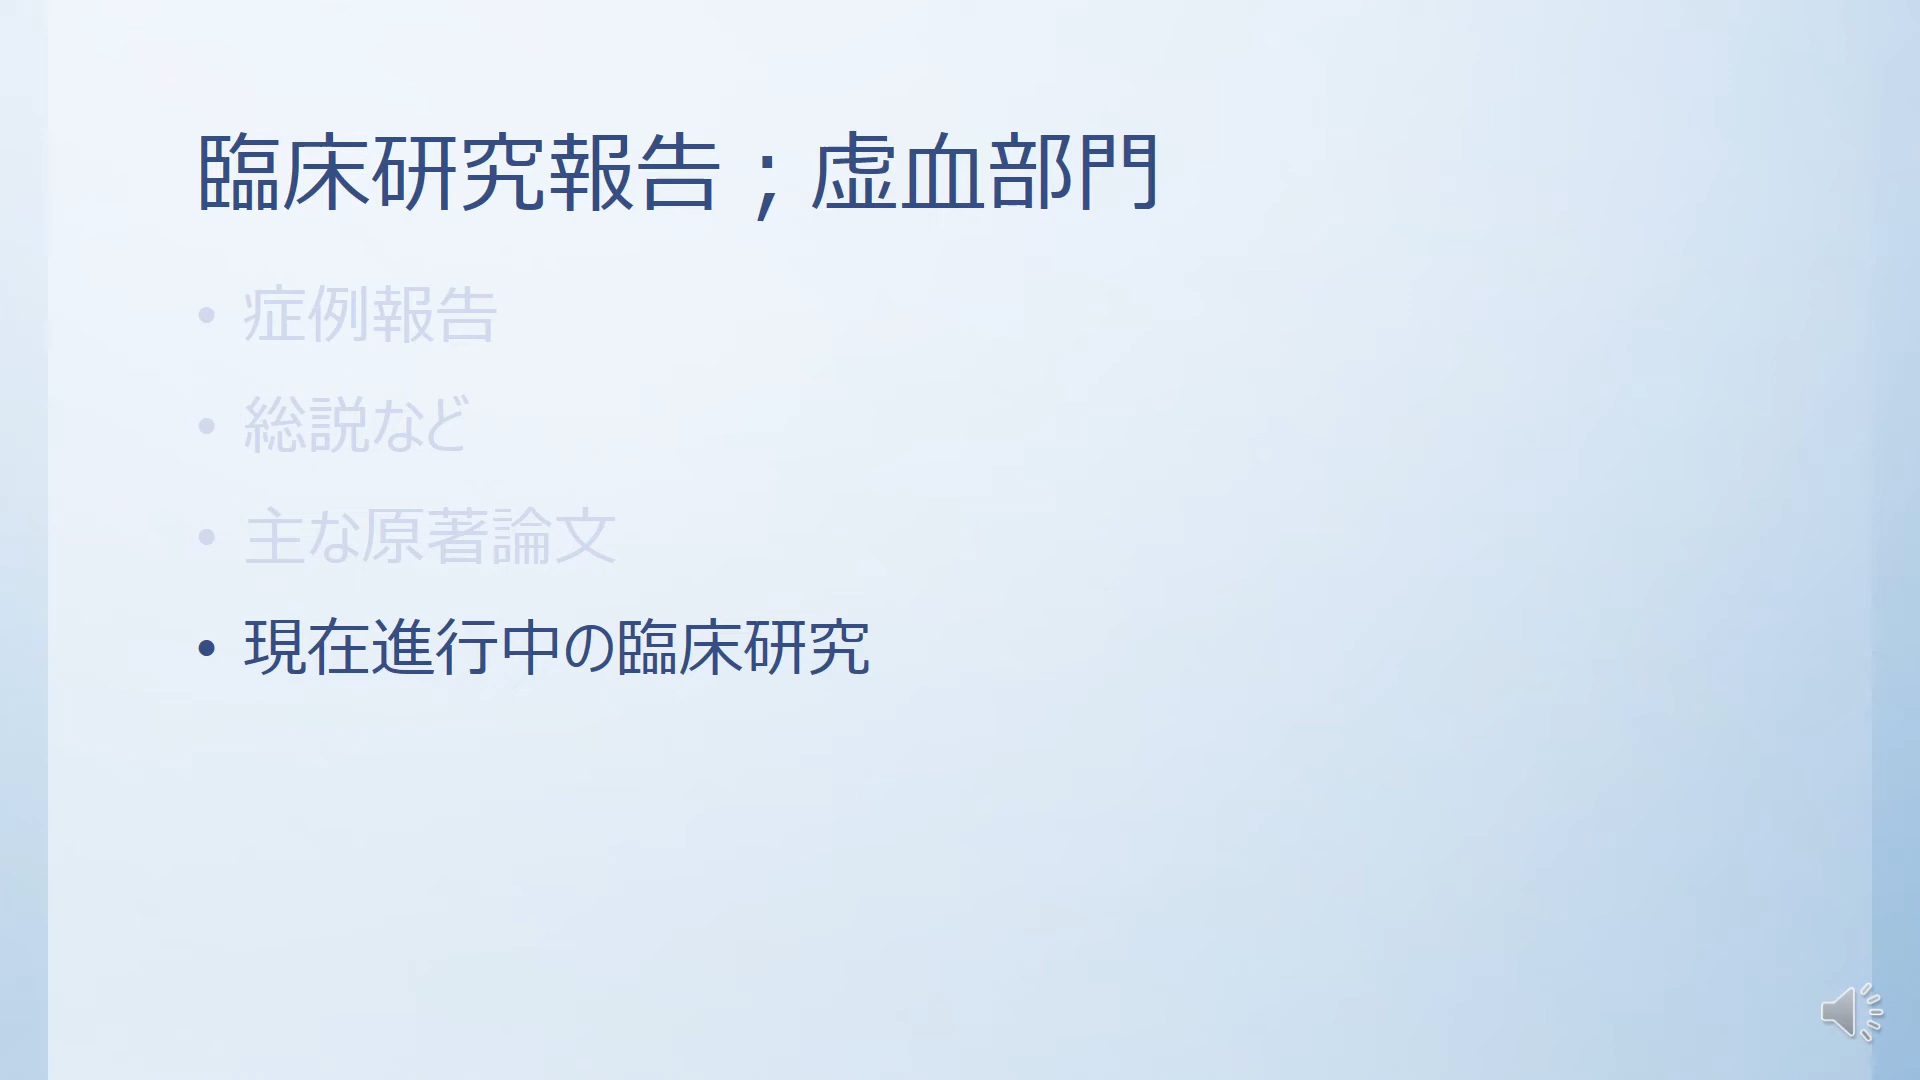 臨床研究報告；虚血部門
• 症例報告
• 総説など
• 主な原著論文
• 現在進行中の臨床研究